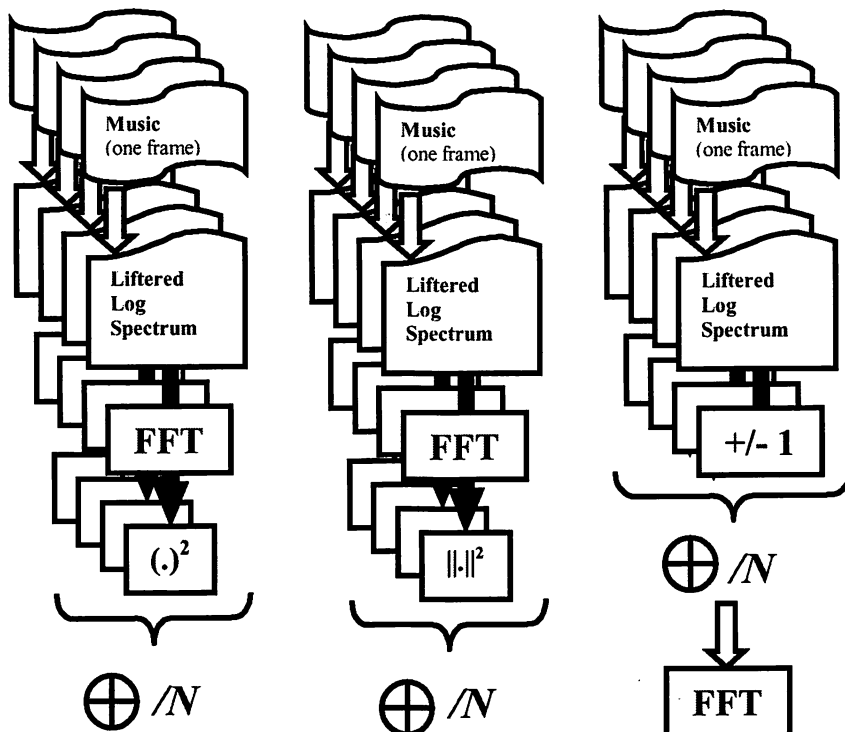 Music
(one frame)
Liftered
Log
Spectrum
FFT
(.)²
⊕ /N
Music
(one frame)
Liftered
Log
Spectrum
FFT
||.||²
⊕ /N
Music
(one frame)
Liftered
Log
Spectrum
+/- 1
⊕ /N
FFT